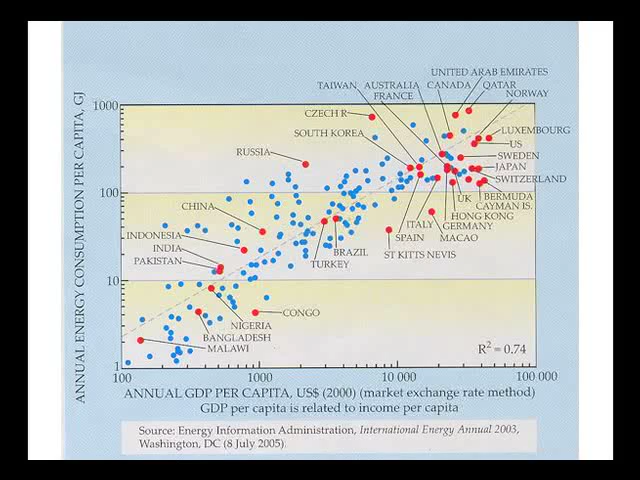 UNITED ARAB EMIRATES
TAIWAN AUSTRALIA CANADA QATAR
FRANCE NORWAY
1000
CZECH R.
SOUTH KOREA
LUXEMBOURG
US
RUSSIA
SWEDEN
JAPAN
SWITZERLAND
100
CHINA
UK
BERMUDA
CAYMAN IS.
HONG KONG
ITALY
GERMANY
INDONESIA
SPAIN
MACAO
INDIA
BRAZIL
ST KITTS NEVIS
PAKISTAN
TURKEY
10
CONGO
NIGERIA
BANGLADESH
MALAWI
R² = 0.74
1
100 1000 10 000 100 000
ANNUAL ENERGY CONSUMPTION PER CAPITA, GJ
ANNUAL GDP PER CAPITA, US$ (2000) (market exchange rate method)
GDP per capita is related to income per capita
Source: Energy Information Administration, International Energy Annual 2003,
Washington, DC (8 July 2005).